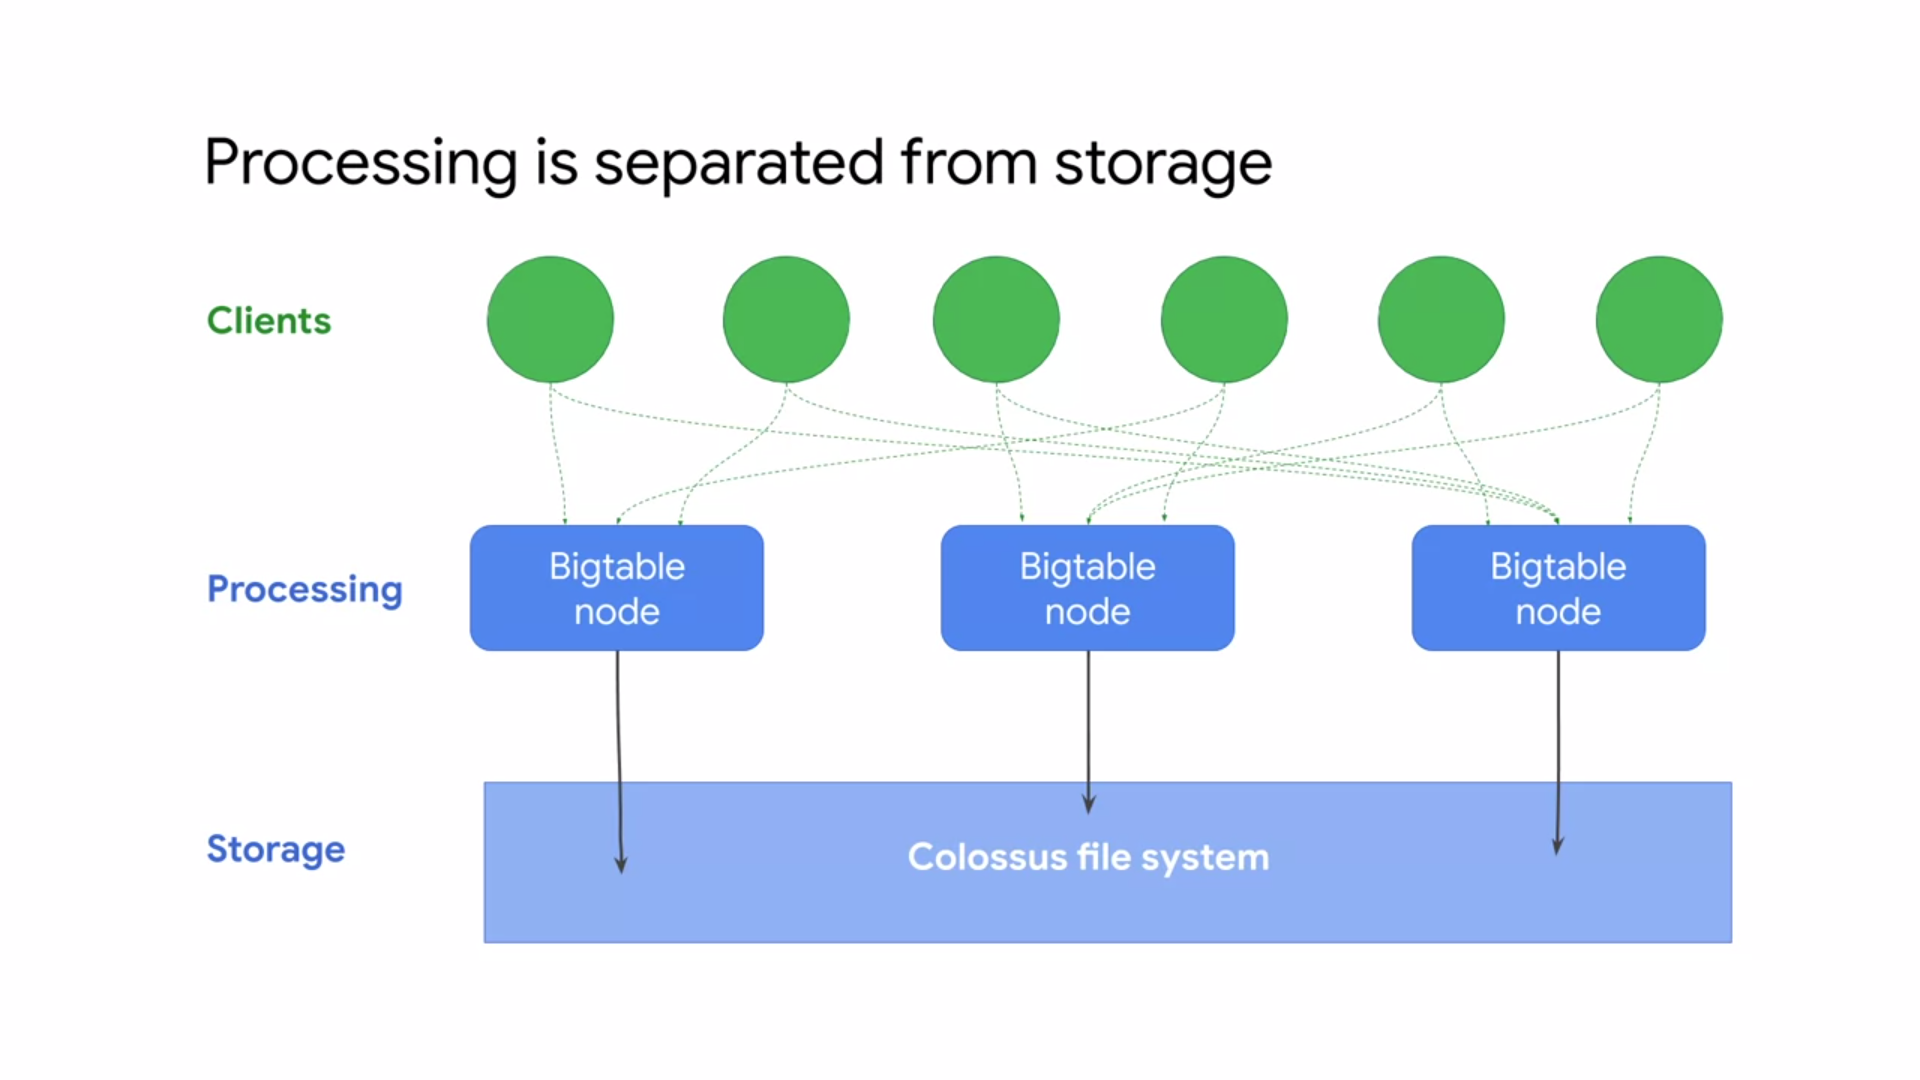 Processing is separated from storage
Clients
Processing
Bigtable
node
Bigtable
node
Bigtable
node
Storage
Colossus file system